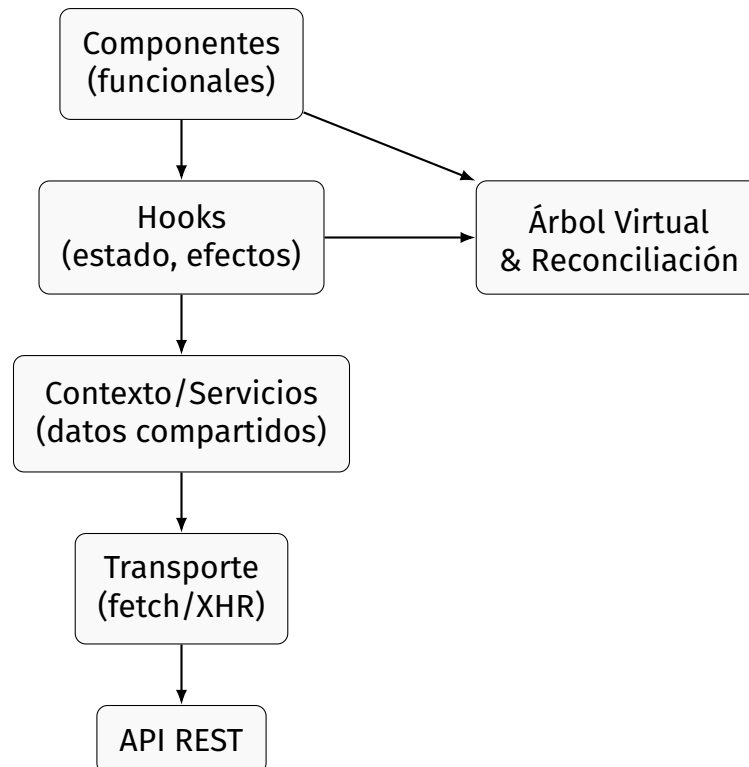 Componentes
(funcionales)
Hooks
(estado, efectos)
Árbol Virtual
& Reconciliación
Contexto/Servicios
(datos compartidos)
Transporte
(fetch/XHR)
API REST